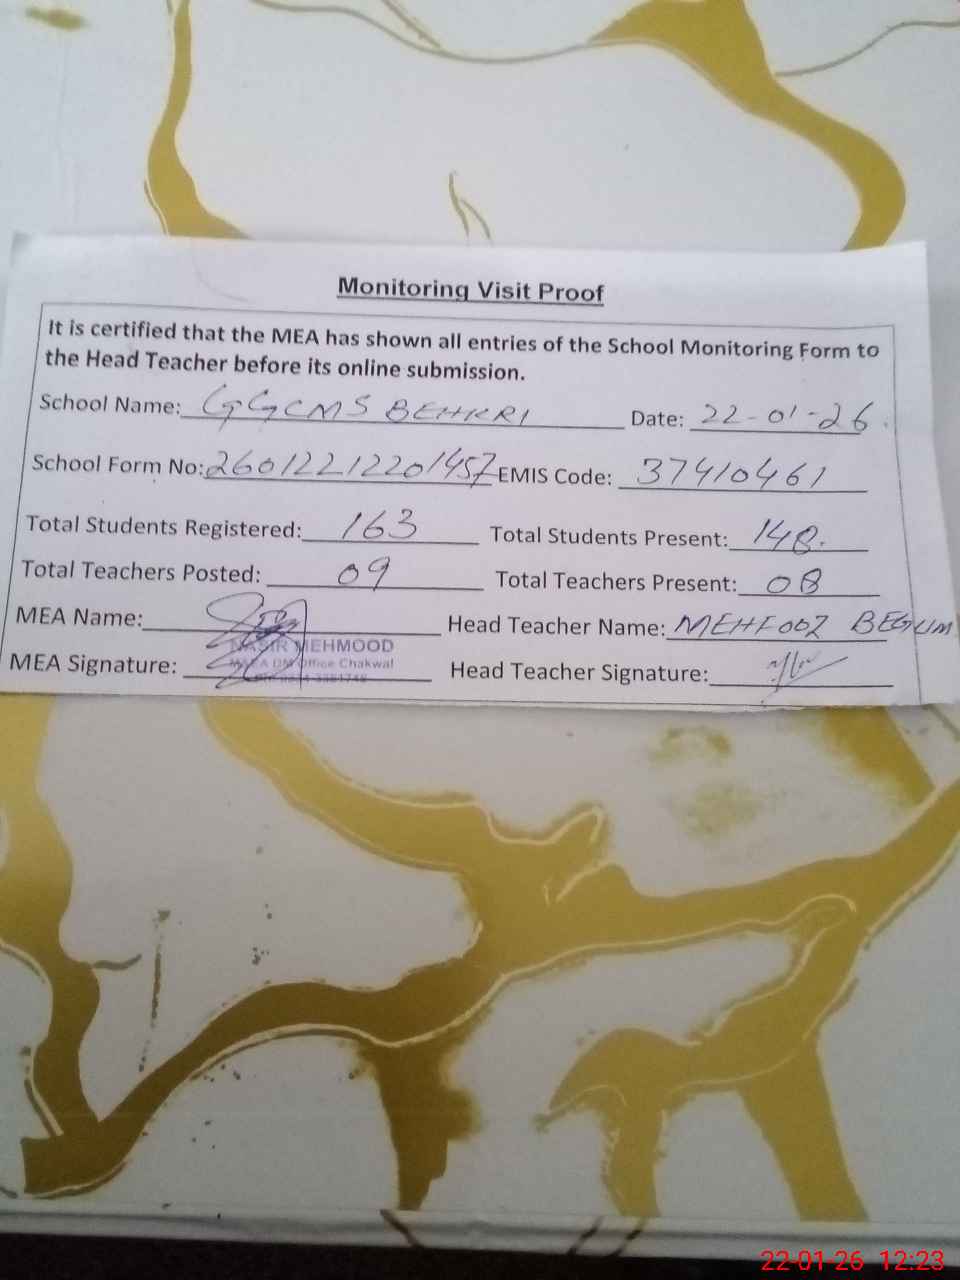 Monitoring Visit Proof
It is certified that the MEA has shown all entries of the School Monitoring Form to
the Head Teacher before its online submission.
School Name: GGCMS BEHKRI Date: 22-01-26.
School Form No: 260122122201457 EMIS Code: 37410461
Total Students Registered: 163 Total Students Present: 148.
Total Teachers Posted: 09 Total Teachers Present: 08
MEA Name: Head Teacher Name: MEHFOOZ BEGUM
NASIR MEHMOOD
MEA DM Office Chakwal
MEA Signature: Head Teacher Signature:
22-01-26 12:23